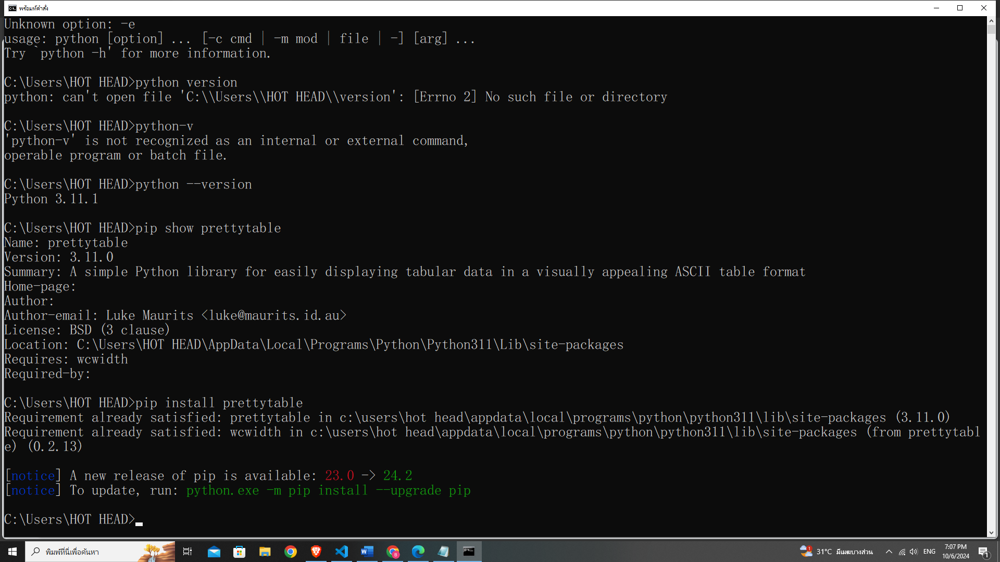 พร้อมท์คำสั่ง
Unknown option: -e
usage: python [option] ... [-c cmd | -m mod | file | -] [arg] ...
Try `python -h' for more information.
C:\Users\HOT HEAD>python version
python: can't open file 'C:\\Users\\HOT HEAD\\version': [Errno 2] No such file or directory
C:\Users\HOT HEAD>python-v
'python-v' is not recognized as an internal or external command,
operable program or batch file.
C:\Users\HOT HEAD>python --version
Python 3.11.1
C:\Users\HOT HEAD>pip show prettytable
Name: prettytable
Version: 3.11.0
Summary: A simple Python library for easily displaying tabular data in a visually appealing ASCII table format
Home-page:
Author:
Author-email: Luke Maurits <luke@maurits.id.au>
License: BSD (3 clause)
Location: C:\Users\HOT HEAD\AppData\Local\Programs\Python\Python311\Lib\site-packages
Requires: wcwidth
Required-by:
C:\Users\HOT HEAD>pip install prettytable
Requirement already satisfied: prettytable in c:\users\hot head\appdata\local\programs\python\python311\lib\site-packages (3.11.0)
Requirement already satisfied: wcwidth in c:\users\hot head\appdata\local\programs\python\python311\lib\site-packages (from prettytabl
e) (0.2.13)
[notice] A new release of pip is available: 23.0 -> 24.2
[notice] To update, run: python.exe -m pip install --upgrade pip
C:\Users\HOT HEAD>
พิมพ์ที่นี่เพื่อค้นหา
31°C มีเมฆบางส่วน
ENG
7:07 PM
10/6/2024